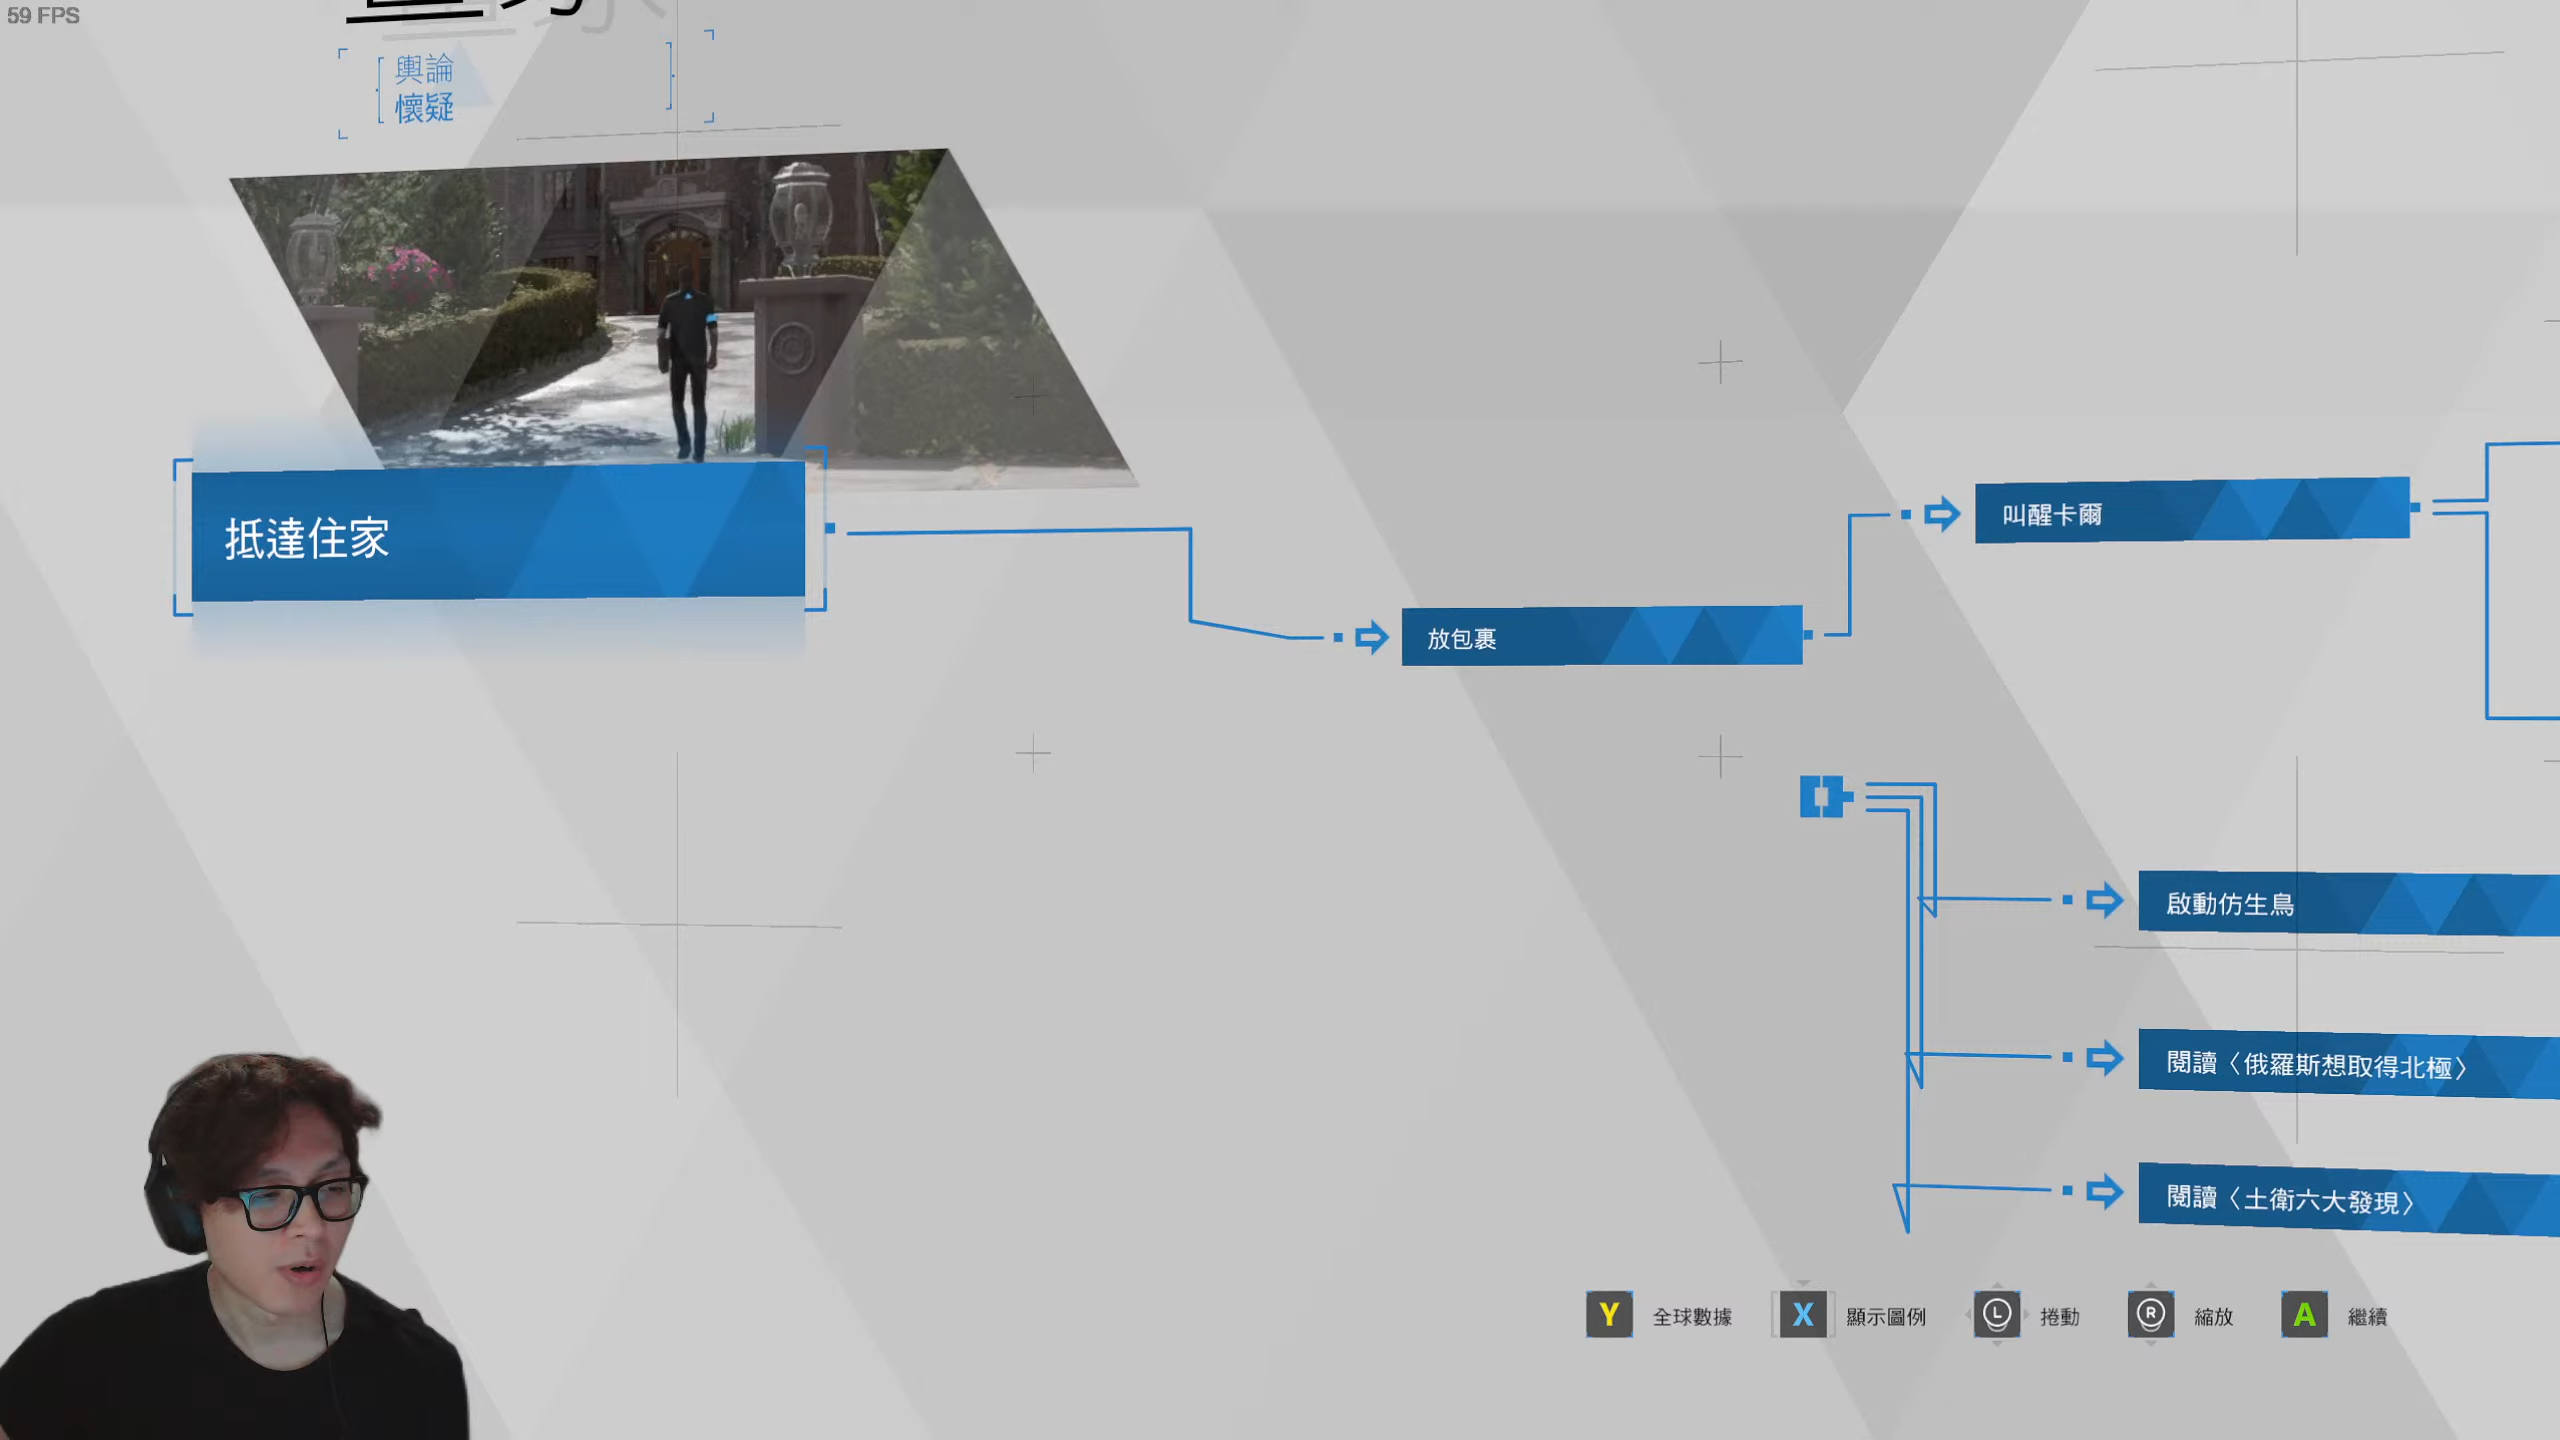 59 FPS
輿論
懷疑
抵達住家
放包裹
叫醒卡爾
啟動仿生鳥
閱讀〈俄羅斯想取得北極〉
閱讀〈土衛六大發現〉
Y 全球數據
X 顯示圖例
L 捲動
R 縮放
A 繼續